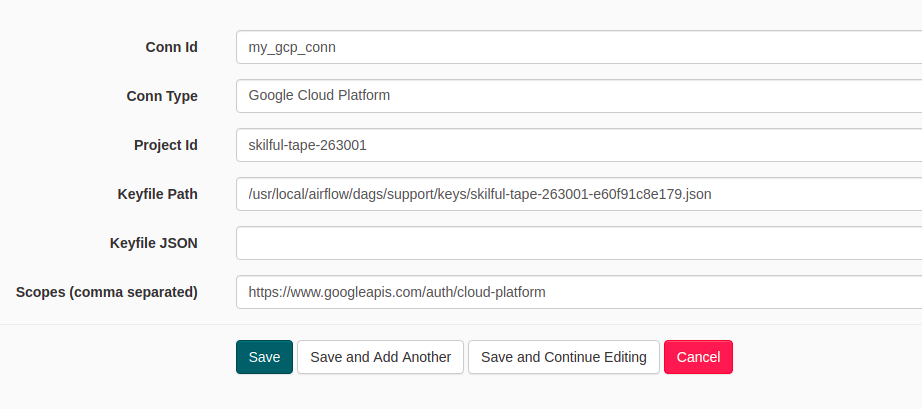 Conn Id my_gcp_conn
Conn Type Google Cloud Platform
Project Id skilful-tape-263001
Keyfile Path /usr/local/airflow/dags/support/keys/skilful-tape-263001-e60f91c8e179.json
Keyfile JSON
Scopes (comma separated) https://www.googleapis.com/auth/cloud-platform
Save Save and Add Another Save and Continue Editing Cancel